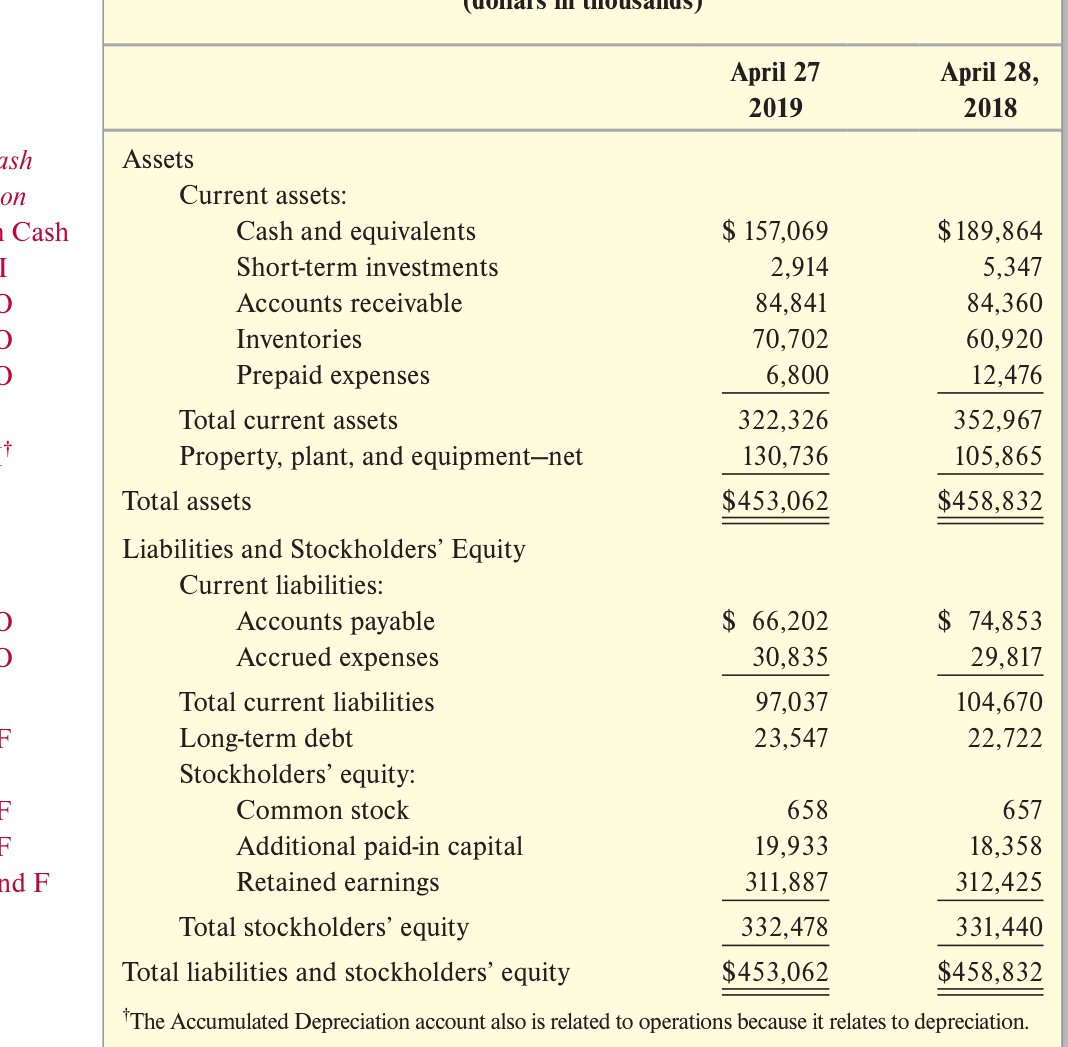 (dollars in thousands)
April 27 2019
April 28, 2018
ash
on
Cash
I
O
O
O
†
O
O
F
F
F
nd F
Assets
Current assets:
Cash and equivalents $ 157,069 $189,864
Short-term investments 2,914 5,347
Accounts receivable 84,841 84,360
Inventories 70,702 60,920
Prepaid expenses 6,800 12,476
Total current assets 322,326 352,967
Property, plant, and equipment—net 130,736 105,865
Total assets $453,062 $458,832
Liabilities and Stockholders’ Equity
Current liabilities:
Accounts payable $ 66,202 $ 74,853
Accrued expenses 30,835 29,817
Total current liabilities 97,037 104,670
Long-term debt 23,547 22,722
Stockholders’ equity:
Common stock 658 657
Additional paid-in capital 19,933 18,358
Retained earnings 311,887 312,425
Total stockholders’ equity 332,478 331,440
Total liabilities and stockholders’ equity $453,062 $458,832
†The Accumulated Depreciation account also is related to operations because it relates to depreciation.